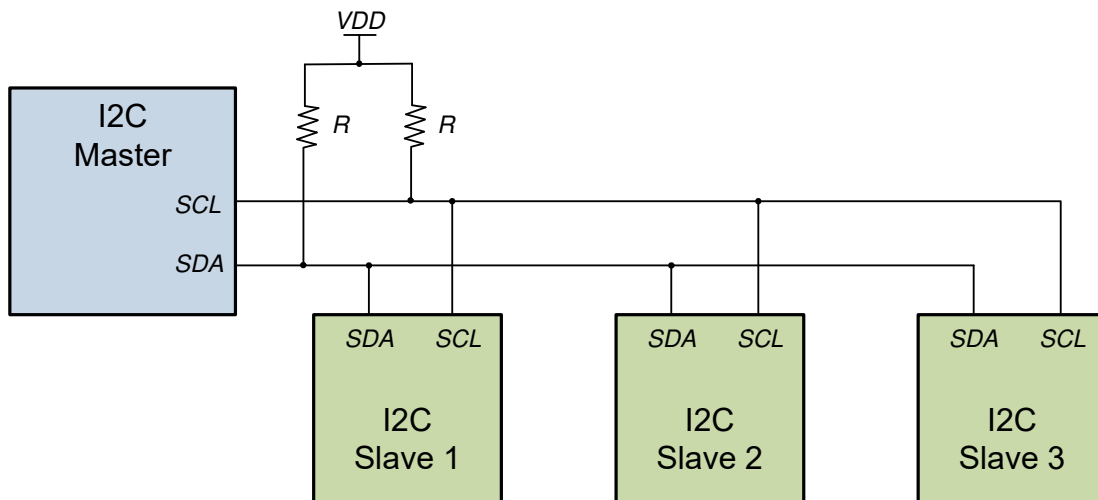 VDD
R R
I2C
Master
SCL
SDA
SDA SCL
I2C
Slave 1
SDA SCL
I2C
Slave 2
SDA SCL
I2C
Slave 3